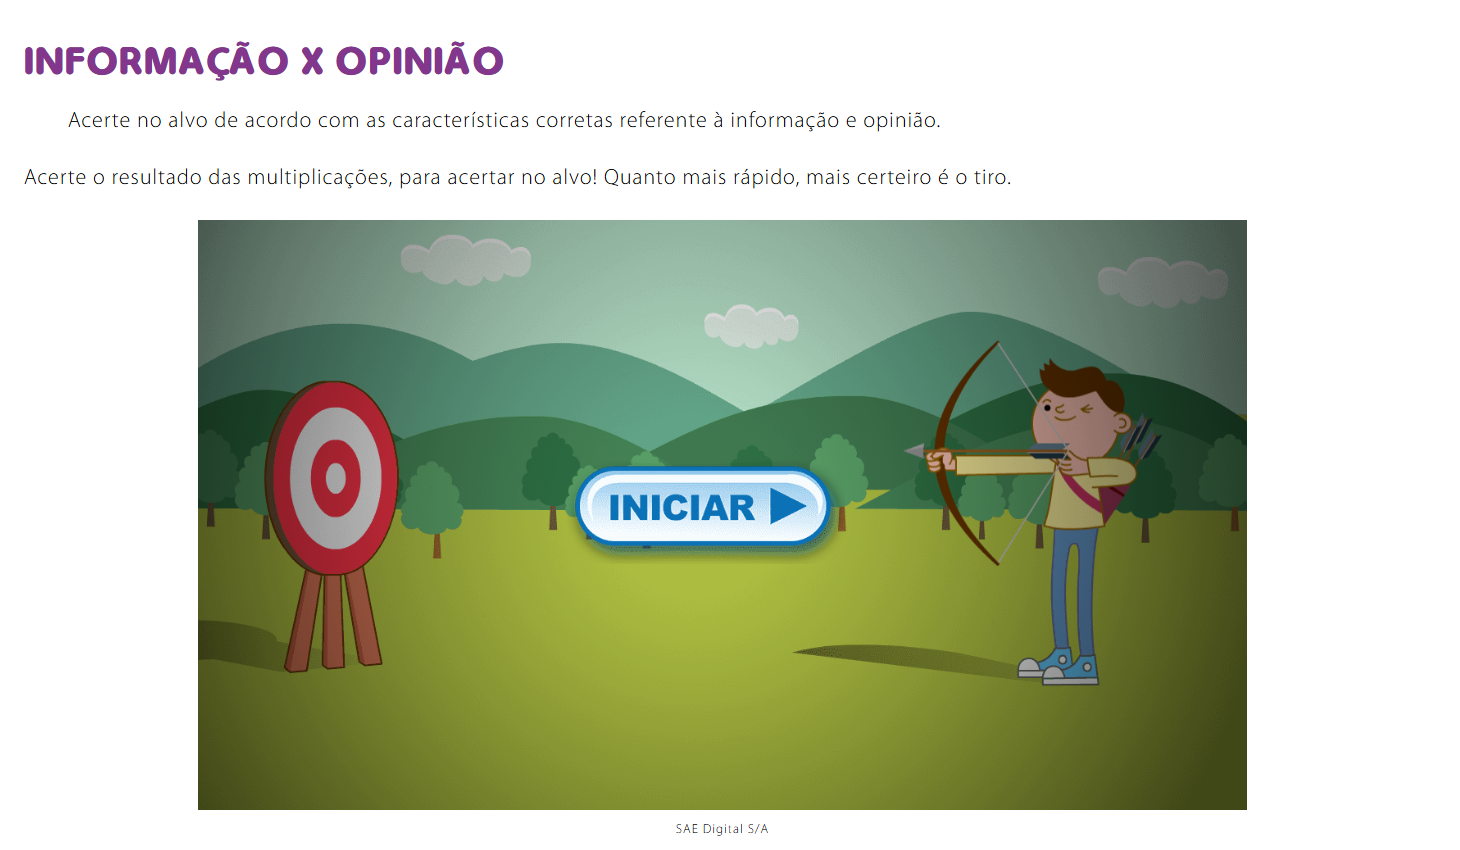 INFORMAÇÃO X OPINIÃO
Acerte no alvo de acordo com as características corretas referente à informação e opinião.
Acerte o resultado das multiplicações, para acertar no alvo! Quanto mais rápido, mais certeiro é o tiro.
INICIAR
SAE Digital S/A